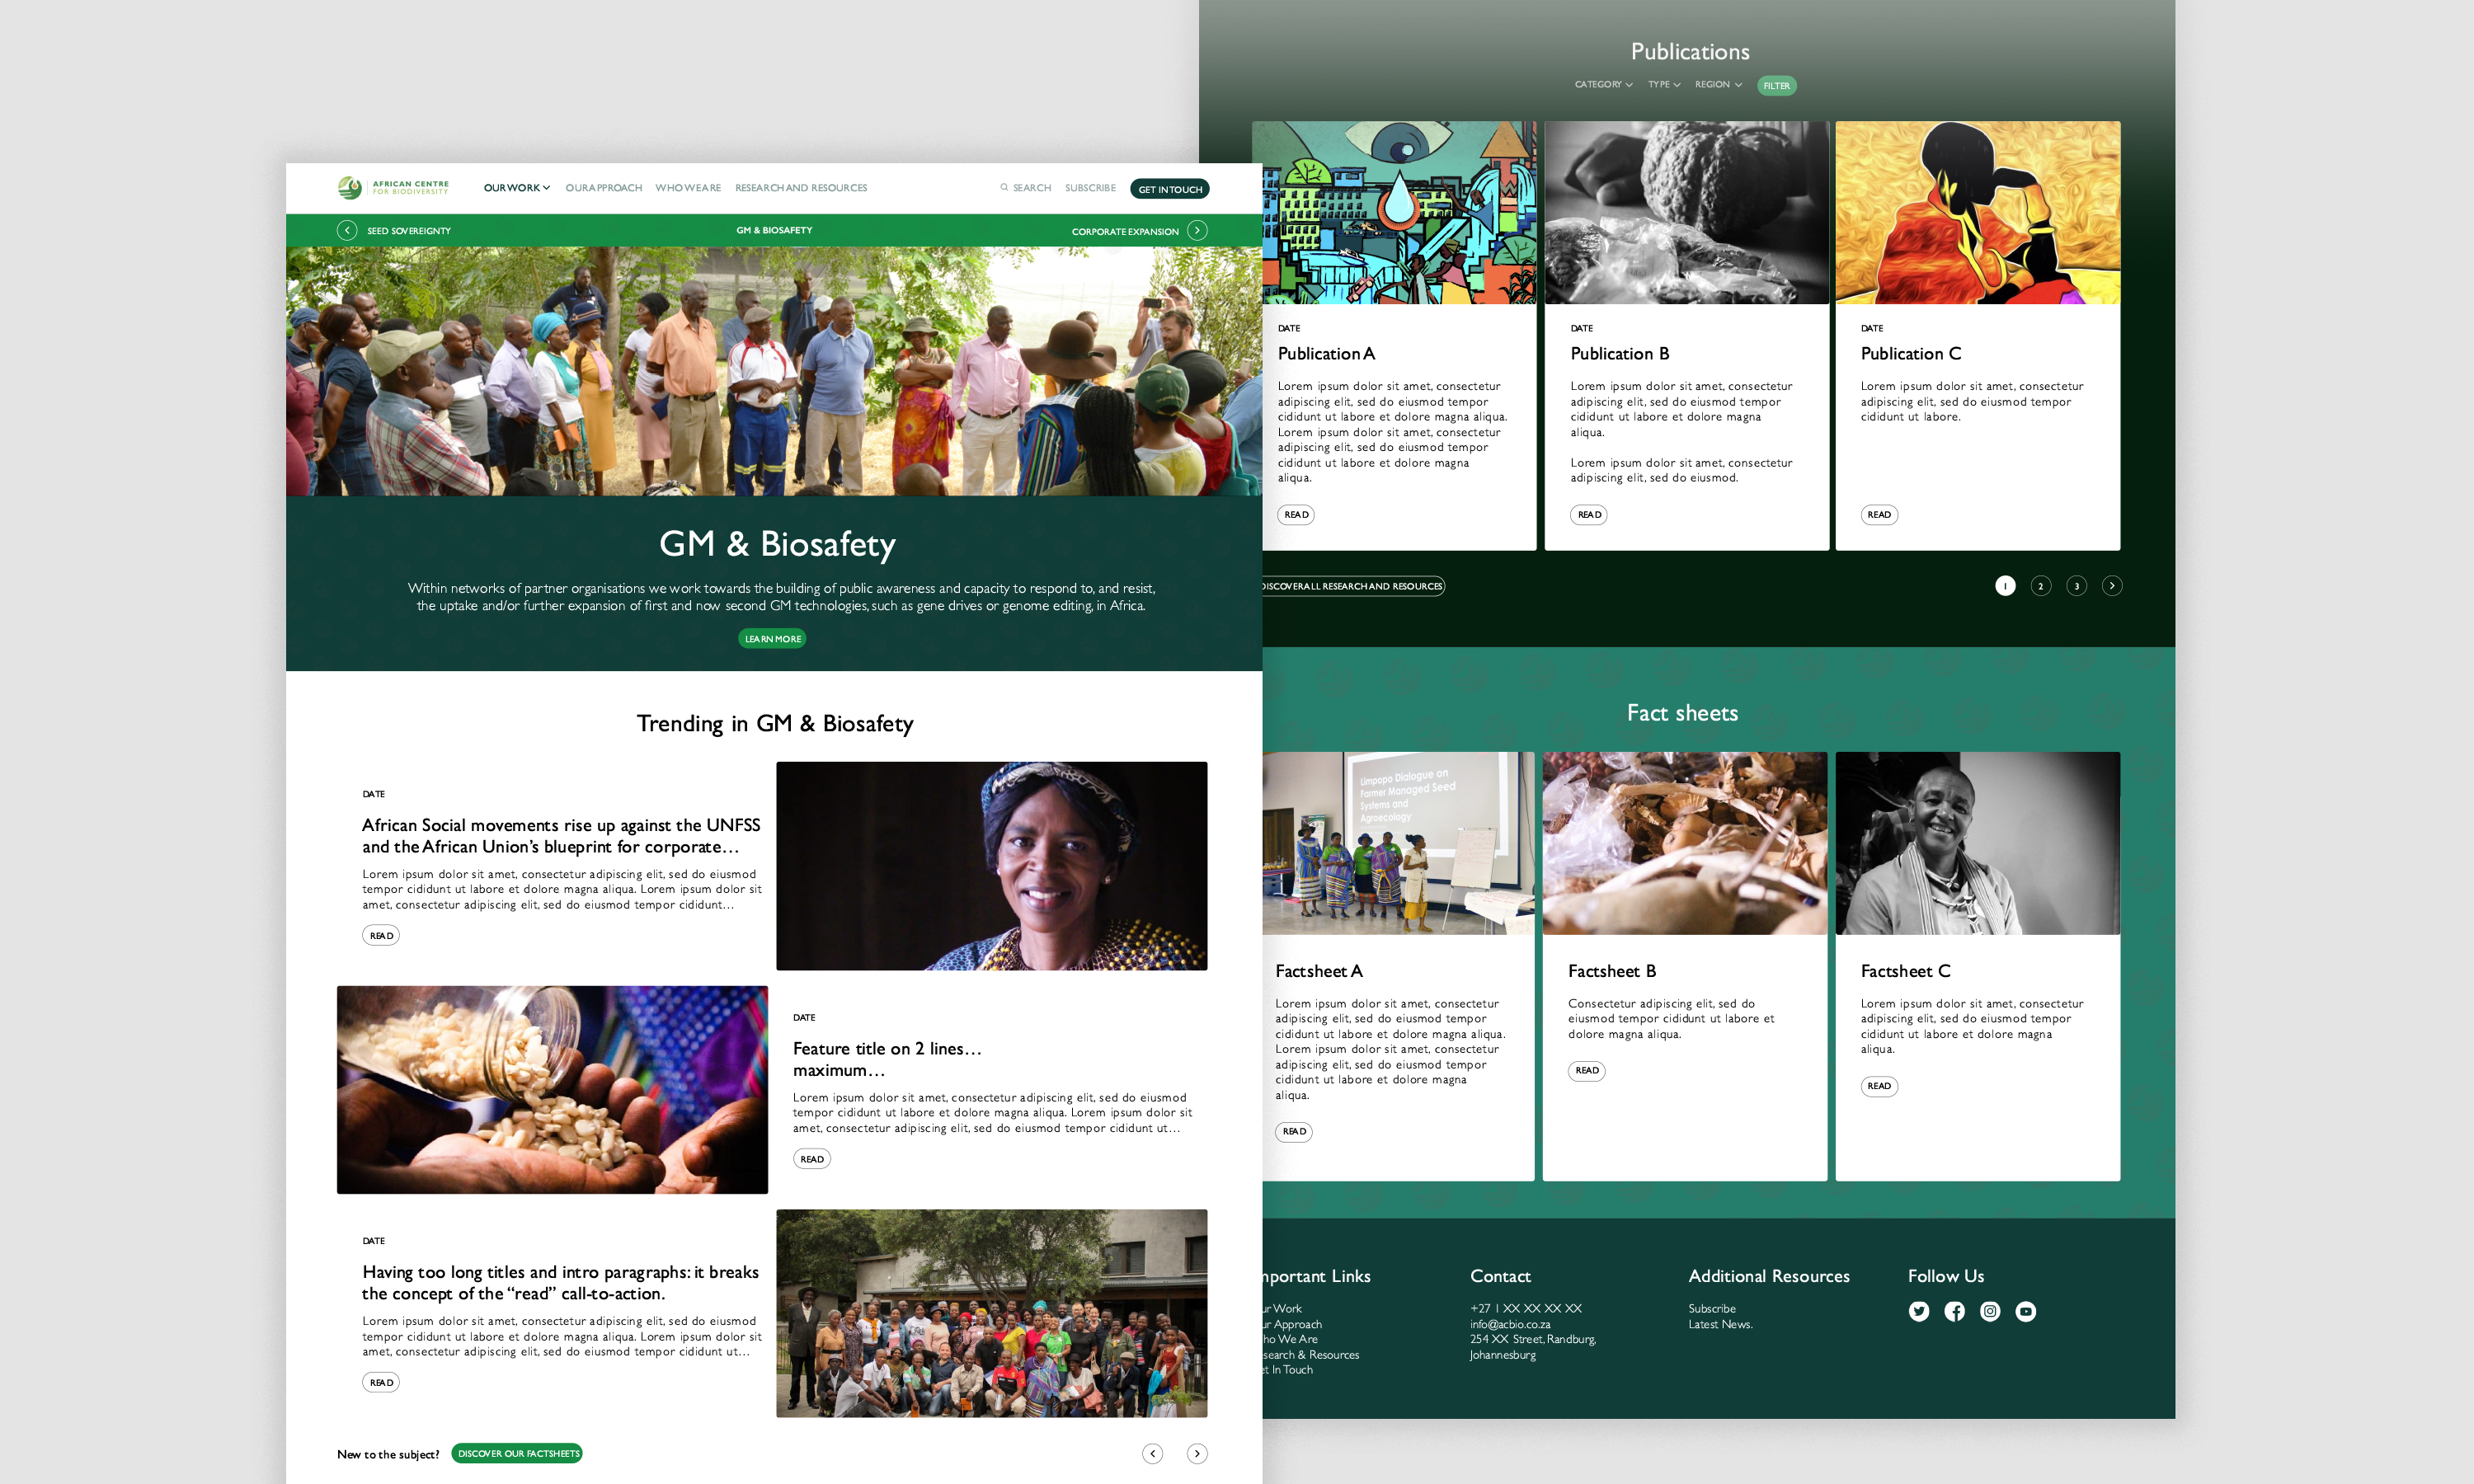 AFRICAN CENTRE
FOR BIODIVERSITY
OUR WORK
OUR APPROACH
WHO WE ARE
RESEARCH AND RESOURCES
SEARCH
SUBSCRIBE
GET IN TOUCH
SEED SOVEREIGNTY
GM & BIOSAFETY
CORPORATE EXPANSION
GM & Biosafety
Within networks of partner organisations we work towards the building of public awareness and capacity to respond to, and resist,
the uptake and/or further expansion of first and now second GM technologies, such as gene drives or genome editing, in Africa.
LEARN MORE
Trending in GM & Biosafety
DATE
African Social movements rise up against the UNFSS
and the African Union's blueprint for corporate…
Lorem ipsum dolor sit amet, consectetur adipiscing elit, sed do eiusmod
tempor cididunt ut labore et dolore magna aliqua. Lorem ipsum dolor sit
amet, consectetur adipiscing elit, sed do eiusmod tempor cididunt…
READ
DATE
Feature title on 2 lines…
maximum…
Lorem ipsum dolor sit amet, consectetur adipiscing elit, sed do eiusmod
tempor cididunt ut labore et dolore magna aliqua. Lorem ipsum dolor sit
amet, consectetur adipiscing elit, sed do eiusmod tempor cididunt ut…
READ
DATE
Having too long titles and intro paragraphs: it breaks
the concept of the “read” call-to-action.
Lorem ipsum dolor sit amet, consectetur adipiscing elit, sed do eiusmod
tempor cididunt ut labore et dolore magna aliqua. Lorem ipsum dolor sit
amet, consectetur adipiscing elit, sed do eiusmod tempor cididunt ut…
READ
New to the subject?
DISCOVER OUR FACTSHEETS
Publications
CATEGORY
TYPE
REGION
FILTER
DATE
Publication A
Lorem ipsum dolor sit amet, consectetur
adipiscing elit, sed do eiusmod tempor
cididunt ut labore et dolore magna aliqua.
Lorem ipsum dolor sit amet, consectetur
adipiscing elit, sed do eiusmod tempor
cididunt ut labore et dolore magna
aliqua.
READ
DATE
Publication B
Lorem ipsum dolor sit amet, consectetur
adipiscing elit, sed do eiusmod tempor
cididunt ut labore et dolore magna
aliqua.
Lorem ipsum dolor sit amet, consectetur
adipiscing elit, sed do eiusmod.
READ
DATE
Publication C
Lorem ipsum dolor sit amet, consectetur
adipiscing elit, sed do eiusmod tempor
cididunt ut labore.
READ
ISCOVER ALL RESEARCH AND RESOURCES
1
2
3
Fact sheets
Limpopo Dialogue on
Farmer Managed Seed
Systems and
Agroecology
Factsheet A
Lorem ipsum dolor sit amet, consectetur
adipiscing elit, sed do eiusmod tempor
cididunt ut labore et dolore magna aliqua.
Lorem ipsum dolor sit amet, consectetur
adipiscing elit, sed do eiusmod tempor
cididunt ut labore et dolore magna
aliqua.
READ
Factsheet B
Consectetur adipiscing elit, sed do
eiusmod tempor cididunt ut labore et
dolore magna aliqua.
READ
Factsheet C
Lorem ipsum dolor sit amet, consectetur
adipiscing elit, sed do eiusmod tempor
cididunt ut labore et dolore magna
aliqua.
READ
mportant Links
ur Work
ur Approach
ho We Are
search & Resources
et In Touch
Contact
+27 1 XX XX XX XX
info@acbio.co.za
254 XX Street, Randburg,
Johannesburg
Additional Resources
Subscribe
Latest News.
Follow Us